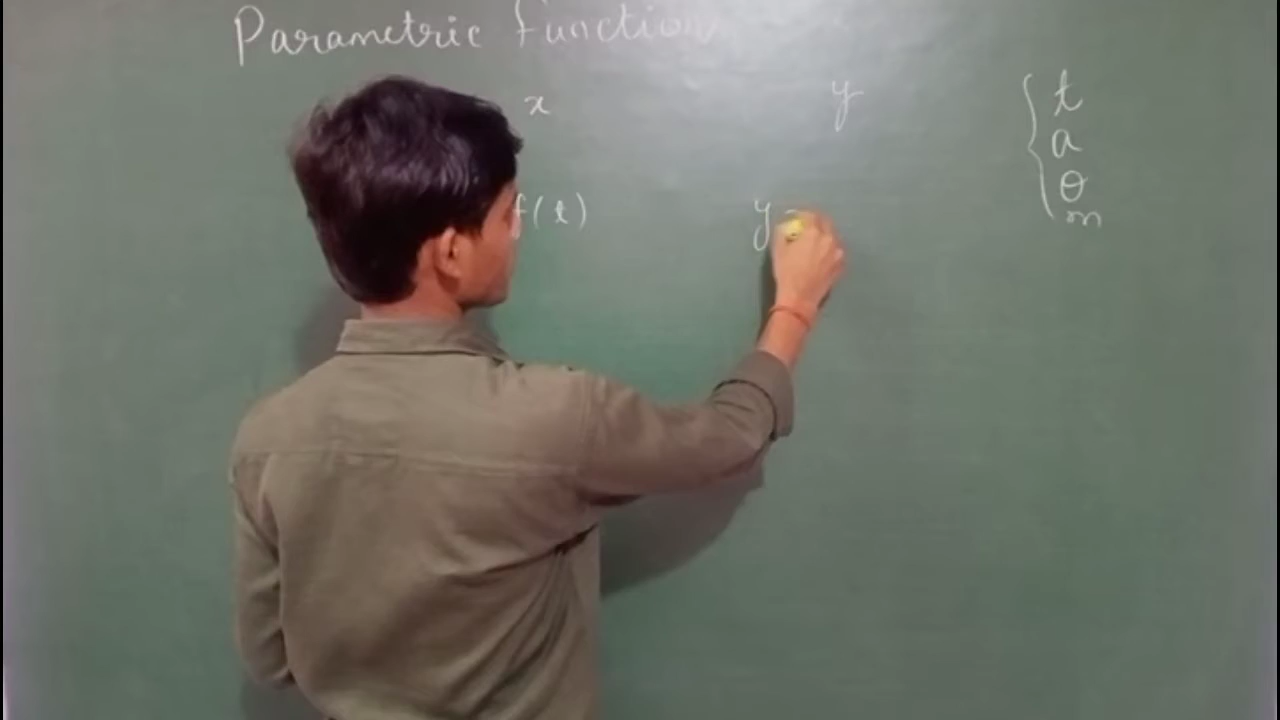 Parametric function
x y { t
a
θ
m
f(t) y =